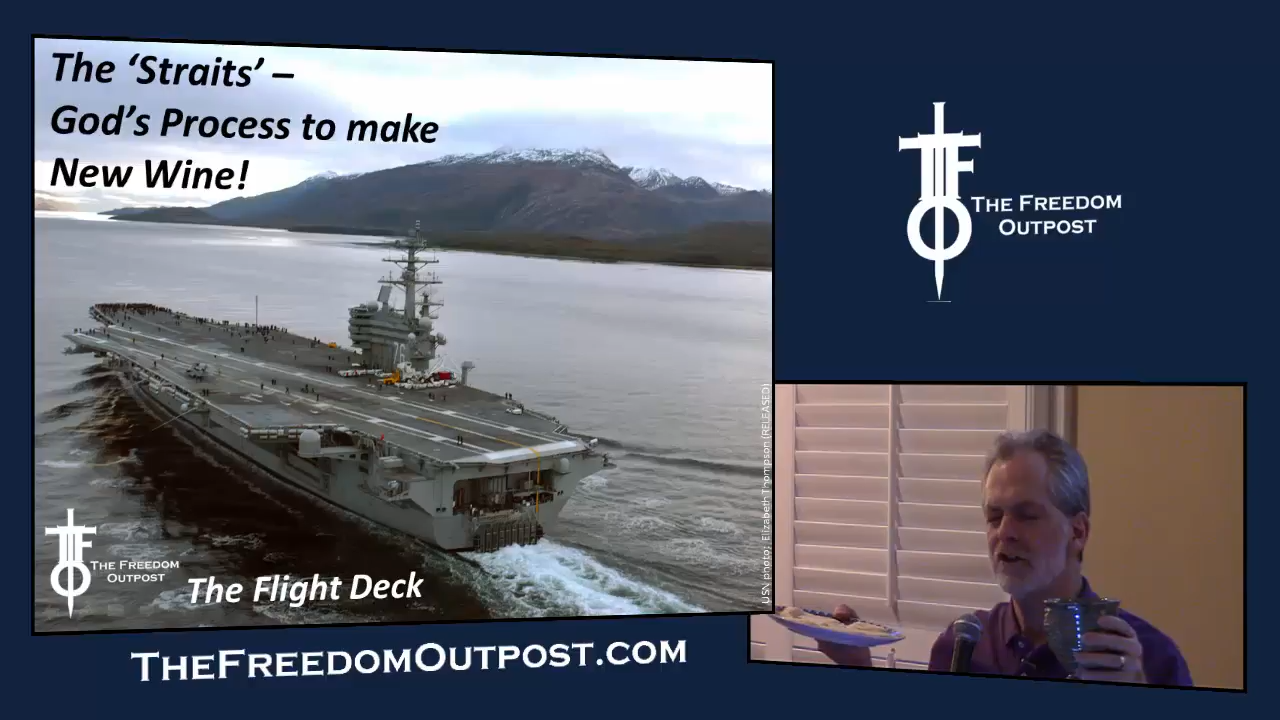 The ‘Straits’ –
God’s Process to make
New Wine!
USN photo; Elizabeth Thompson (RELEASED)
THE FREEDOM
OUTPOST
The Flight Deck
THEFREEDOMOUTPOST.COM
THE FREEDOM
OUTPOST